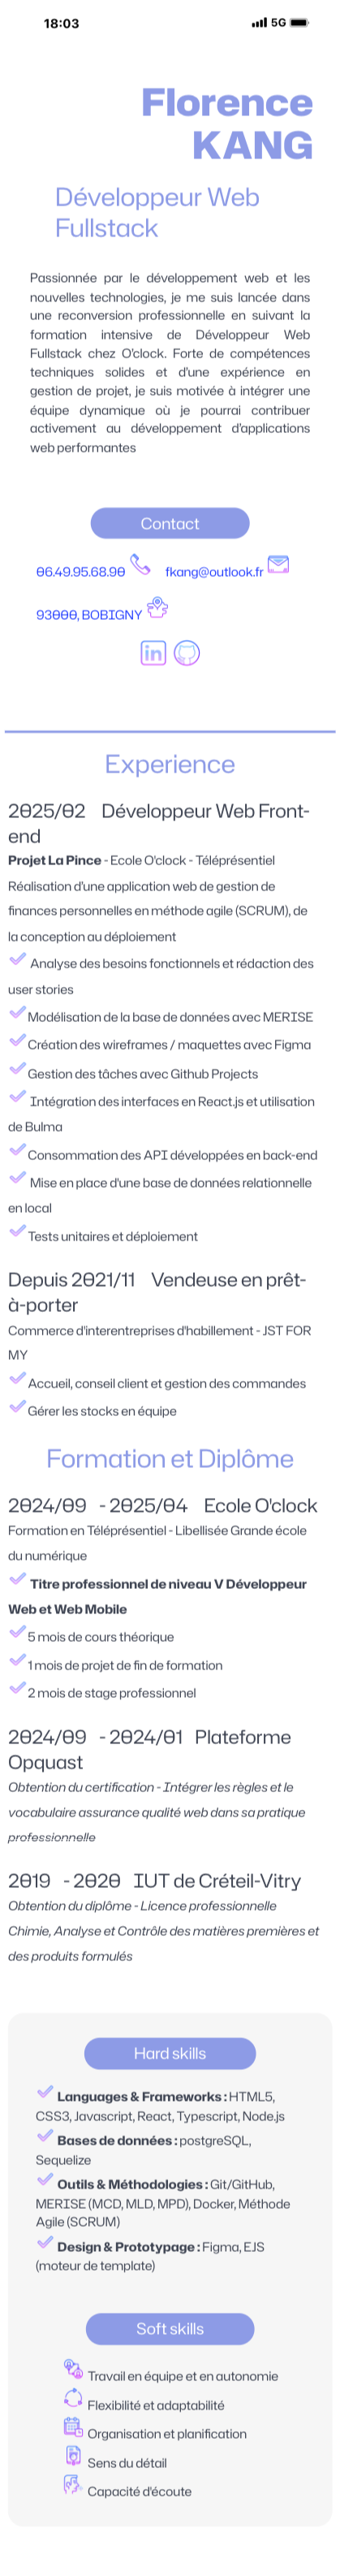 18:03
5G
Florence
KANG
Développeur Web
Fullstack
Passionnée par le développement web et les
nouvelles technologies, je me suis lancée dans
une reconversion professionnelle en suivant la
formation intensive de Développeur Web
Fullstack chez O'clock. Forte de compétences
techniques solides et d'une expérience en
gestion de projet, je suis motivée à intégrer une
équipe dynamique où je pourrai contribuer
activement au développement d'applications
web performantes
Contact
06.49.95.68.90 fkang@outlook.fr
93000, BOBIGNY
in
Experience
2025/02 Développeur Web Front-
end
Projet La Pince - Ecole O'clock - Téléprésentiel
Réalisation d'une application web de gestion de
finances personnelles en méthode agile (SCRUM), de
la conception au déploiement
Analyse des besoins fonctionnels et rédaction des
user stories
Modélisation de la base de données avec MERISE
Création des wireframes / maquettes avec Figma
Gestion des tâches avec Github Projects
Intégration des interfaces en React.js et utilisation
de Bulma
Consommation des API développées en back-end
Mise en place d'une base de données relationnelle
en local
Tests unitaires et déploiement
Depuis 2021/11 Vendeuse en prêt-
à-porter
Commerce d'interentreprises d'habillement - JST FOR
MY
Accueil, conseil client et gestion des commandes
Gérer les stocks en équipe
Formation et Diplôme
2024/09 - 2025/04 Ecole O'clock
Formation en Téléprésentiel - Libellisée Grande école
du numérique
Titre professionnel de niveau V Développeur
Web et Web Mobile
5 mois de cours théorique
1 mois de projet de fin de formation
2 mois de stage professionnel
2024/09 - 2024/01 Plateforme
Opquast
Obtention du certification - Intégrer les règles et le
vocabulaire assurance qualité web dans sa pratique
professionnelle
2019 - 2020 IUT de Créteil-Vitry
Obtention du diplôme - Licence professionnelle
Chimie, Analyse et Contrôle des matières premières et
des produits formulés
Hard skills
Languages & Frameworks : HTML5,
CSS3, Javascript, React, Typescript, Node.js
Bases de données : postgreSQL,
Sequelize
Outils & Méthodologies : Git/GitHub,
MERISE (MCD, MLD, MPD), Docker, Méthode
Agile (SCRUM)
Design & Prototypage : Figma, EJS
(moteur de template)
Soft skills
Travail en équipe et en autonomie
Flexibilité et adaptabilité
Organisation et planification
Sens du détail
Capacité d'écoute